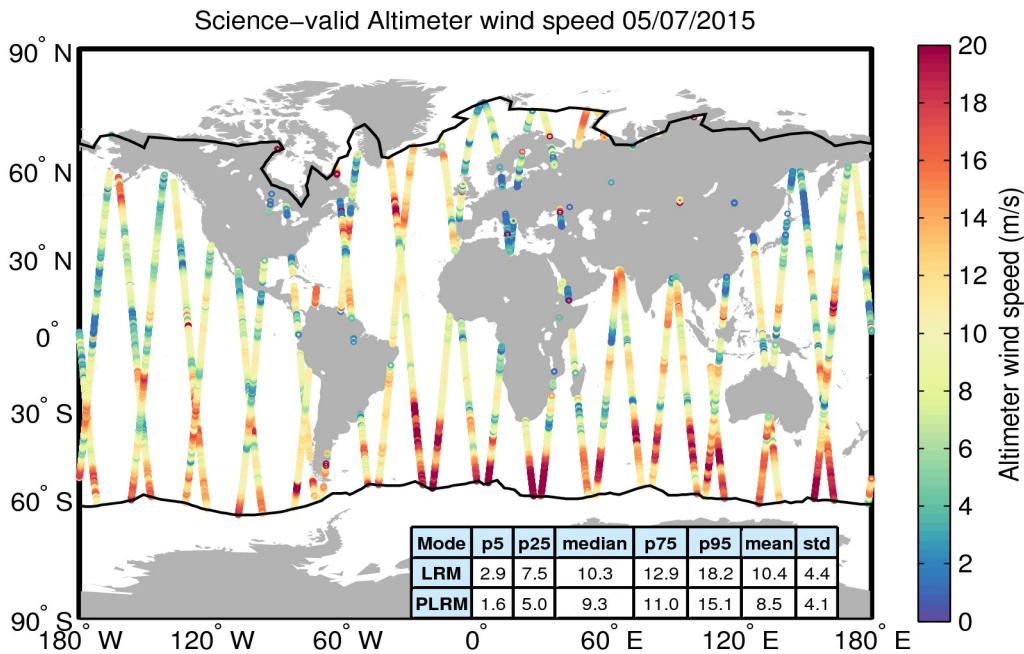 Science−valid Altimeter wind speed 05/07/2015
90° N
60° N
30° N
0°
30° S
60° S
90° S
180° W
120° W
60° W
0°
60° E
120° E
180° E
Mode p5 p25 median p75 p95 mean std
LRM 2.9 7.5 10.3 12.9 18.2 10.4 4.4
PLRM 1.6 5.0 9.3 11.0 15.1 8.5 4.1
20
18
16
14
12
10
8
6
4
2
0
Altimeter wind speed (m/s)